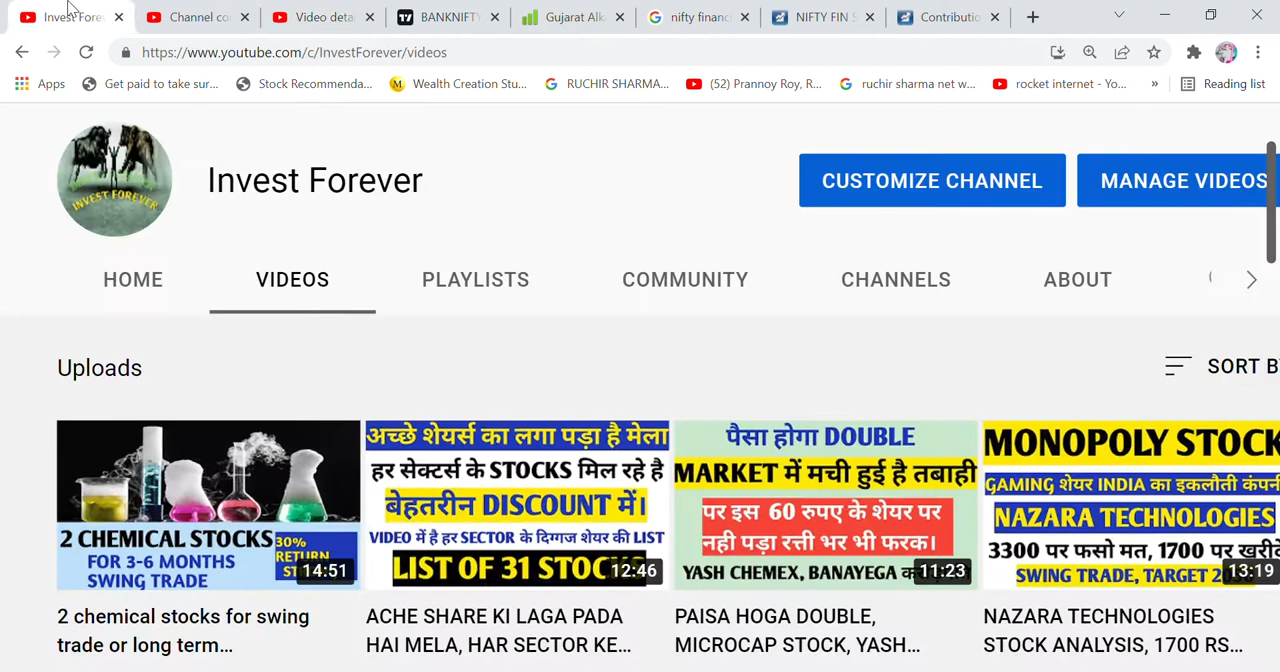 Invest Forev
Channel co
Video deta
BANKNIFTY
Gujarat Alk
nifty financ
NIFTY FIN S
Contributio
https://www.youtube.com/c/InvestForever/videos
Apps
Get paid to take sur...
Stock Recommenda...
Wealth Creation Stu...
RUCHIR SHARMA...
(52) Prannoy Roy, R...
ruchir sharma net w...
rocket internet - Yo...
»
Reading list
INVEST FOREVER
Invest Forever
CUSTOMIZE CHANNEL
MANAGE VIDEOS
HOME
VIDEOS
PLAYLISTS
COMMUNITY
CHANNELS
ABOUT
Uploads
SORT B
2 CHEMICAL STOCKS
FOR 3-6 MONTHS
SWING TRADE
30%
RETURN
14:51
2 chemical stocks for swing
trade or long term...
अच्छे शेयर्स का लगा पड़ा है मेला
हर सेक्टर्स के STOCKS मिल रहे है
बेहतरीन DISCOUNT में।
VIDEO में है हर SECTOR के दिग्गज शेयर की LIST
LIST OF 31 STOC
12:46
ACHE SHARE KI LAGA PADA
HAI MELA, HAR SECTOR KE...
पैसा होगा DOUBLE
MARKET में मची हुई है तबाही
पर इस 60 रुपए के शेयर पर
नही पड़ा रत्ती भर भी फरक।
YASH CHEMEX, BANAYEGA
11:23
PAISA HOGA DOUBLE,
MICROCAP STOCK, YASH...
MONOPOLY STOCK
GAMING शेयर INDIA का इकलौती कंपनी
NAZARA TECHNOLOGIES
3300 पर फसो मत, 1700 पर खरीदे
SWING TRADE, TARGET
13:19
NAZARA TECHNOLOGIES
STOCK ANALYSIS, 1700 RS...